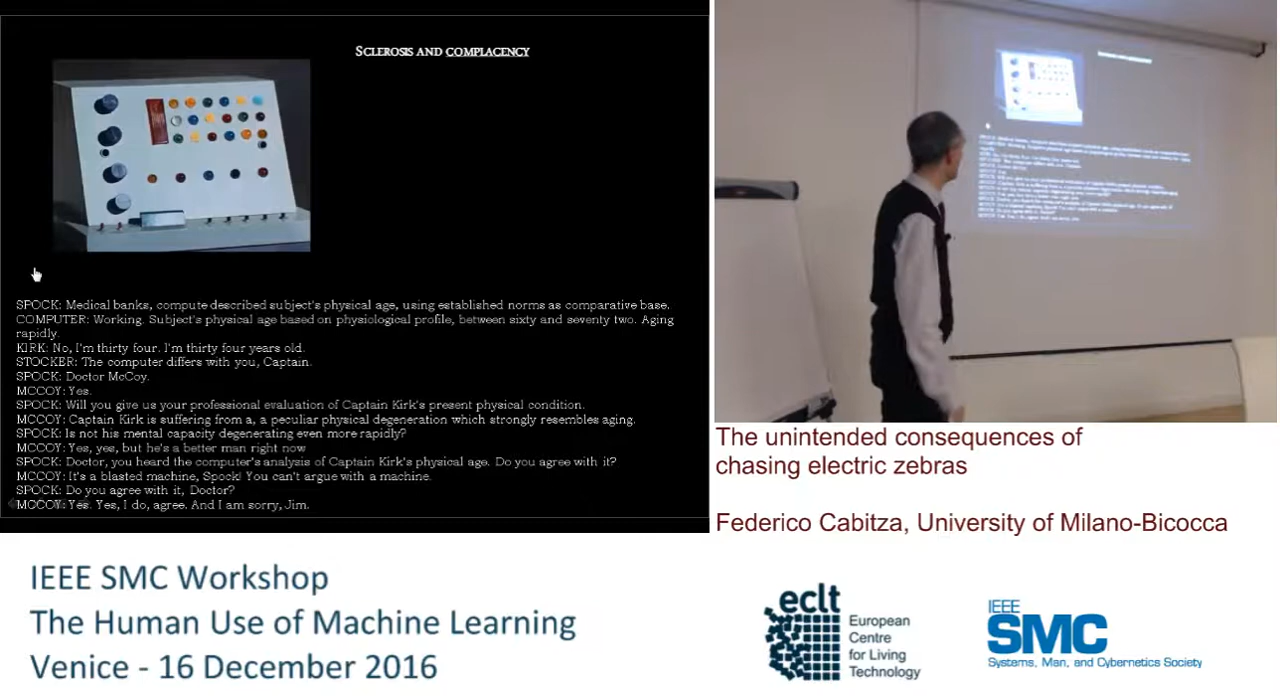 SCLEROSIS AND COMPLACENCY
SPOCK: Medical banks, compute described subject's physical age, using established norms as comparative base.
COMPUTER: Working. Subject's physical age based on physiological profile, between sixty and seventy two. Aging
rapidly.
KIRK: No, I'm thirty four. I'm thirty four years old.
STOCKER: The computer differs with you, Captain.
SPOCK: Doctor McCoy.
MCCOY: Yes.
SPOCK: Will you give us your professional evaluation of Captain Kirk's present physical condition.
MCCOY: Captain Kirk is suffering from a, a peculiar physical degeneration which strongly resembles aging.
SPOCK: Is not his mental capacity degenerating even more rapidly?
MCCOY: Yes, yes, but he's a better man right now
SPOCK: Doctor, you heard the computer's analysis of Captain Kirk's physical age. Do you agree with it?
MCCOY: It's a blasted machine, Spock! You can't argue with a machine.
SPOCK: Do you agree with it, Doctor?
MCCOY: Yes. Yes, I do, agree. And I am sorry, Jim.
The unintended consequences of
chasing electric zebras
Federico Cabitza, University of Milano-Bicocca
IEEE SMC Workshop
The Human Use of Machine Learning
Venice - 16 December 2016
eclt
European
Centre
for Living
Technology
IEEE
SMC
Systems, Man, and Cybernetics Society